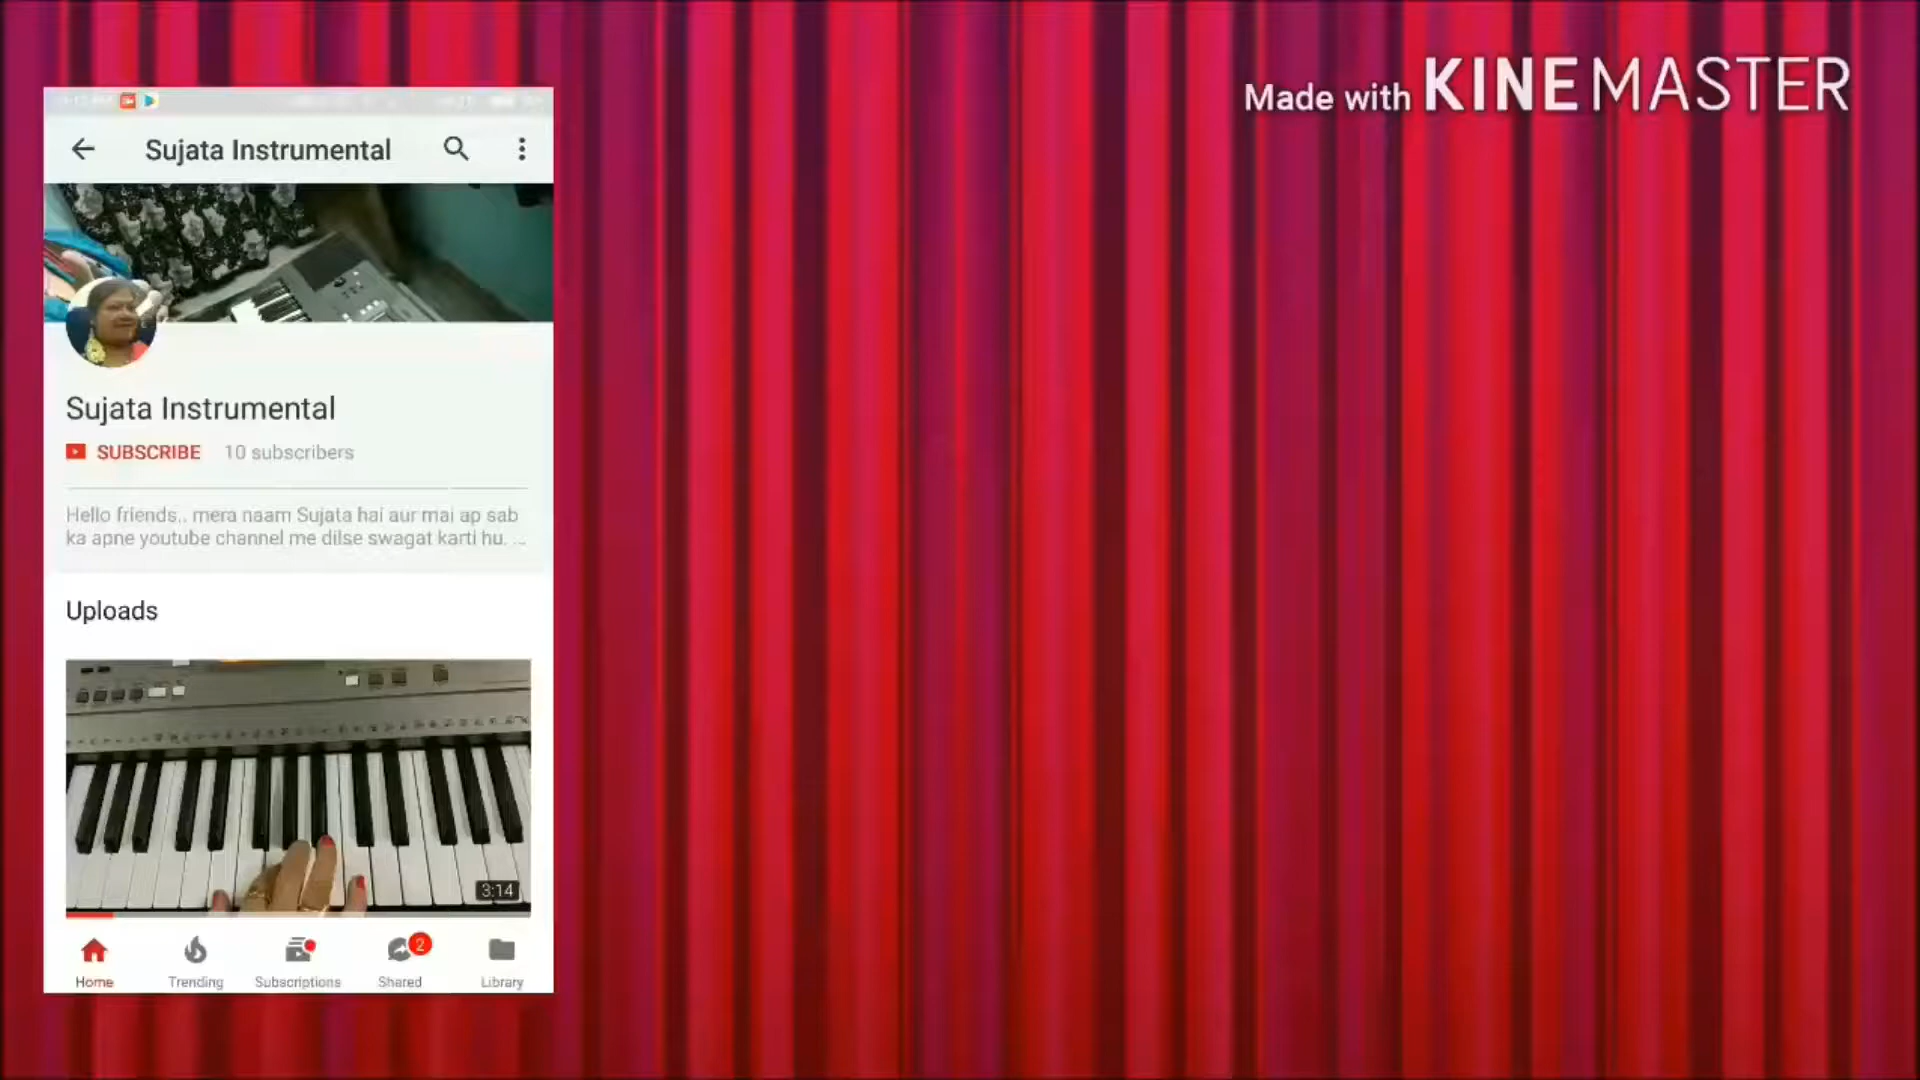 Made with KINEMASTER
Sujata Instrumental
Sujata Instrumental
SUBSCRIBE 10 subscribers
Hello friends.. mera naam Sujata hai aur mai ap sab
ka apne youtube channel me dilse swagat karti hu. ...
Uploads
3:14
2
Home Trending Subscriptions Shared Library